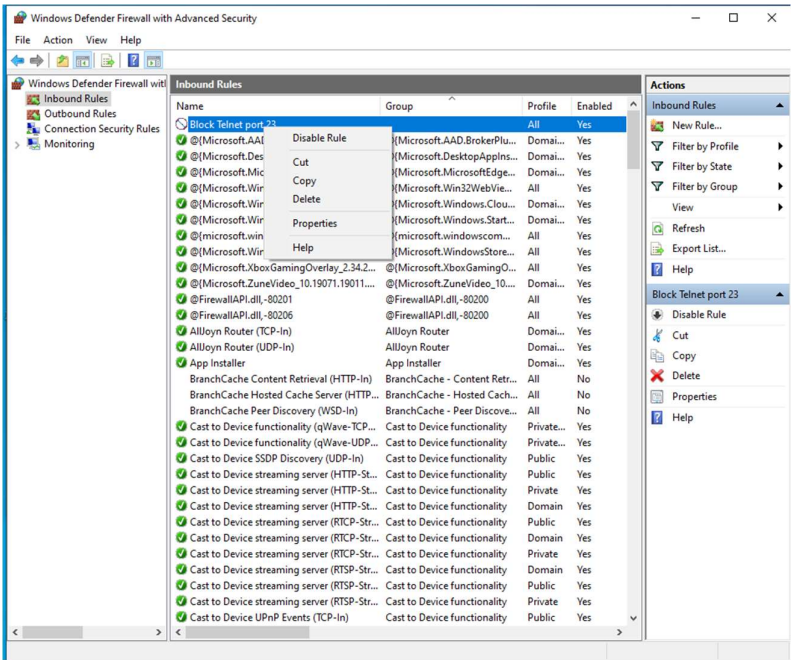 Windows Defender Firewall with Advanced Security
File Action View Help
Windows Defender Firewall witl
Inbound Rules
Outbound Rules
Connection Security Rules
Monitoring
Inbound Rules
Name Group Profile Enabled
Block Telnet port 23 All Yes
@{Microsoft.AAD @{Microsoft.AAD.BrokerPlu... Domai... Yes
@{Microsoft.Des @{Microsoft.DesktopAppIns... Domai... Yes
@{Microsoft.Mic @{Microsoft.MicrosoftEdge... Domai... Yes
@{Microsoft.Win @{Microsoft.Win32WebVie... All Yes
@{Microsoft.Win @{Microsoft.Windows.Clou... Domai... Yes
@{Microsoft.Win @{Microsoft.Windows.Start... Domai... Yes
@{microsoft.win @{microsoft.windowscom... All Yes
@{Microsoft.Win @{Microsoft.WindowsStore... All Yes
@{Microsoft.XboxGamingOverlay_2.34.2... @{Microsoft.XboxGamingO... All Yes
@{Microsoft.ZuneVideo_10.19071.19011.... @{Microsoft.ZuneVideo_10.... Domai... Yes
@FirewallAPI.dll,-80201 @FirewallAPI.dll,-80200 All Yes
@FirewallAPI.dll,-80206 @FirewallAPI.dll,-80200 All Yes
AllJoyn Router (TCP-In) AllJoyn Router Domai... Yes
AllJoyn Router (UDP-In) AllJoyn Router Domai... Yes
App Installer App Installer Domai... Yes
BranchCache Content Retrieval (HTTP-In) BranchCache - Content Retr... All No
BranchCache Hosted Cache Server (HTTP... BranchCache - Hosted Cach... All No
BranchCache Peer Discovery (WSD-In) BranchCache - Peer Discove... All No
Cast to Device functionality (qWave-TCP... Cast to Device functionality Private... Yes
Cast to Device functionality (qWave-UDP... Cast to Device functionality Private... Yes
Cast to Device SSDP Discovery (UDP-In) Cast to Device functionality Public Yes
Cast to Device streaming server (HTTP-St... Cast to Device functionality Public Yes
Cast to Device streaming server (HTTP-St... Cast to Device functionality Private Yes
Cast to Device streaming server (HTTP-St... Cast to Device functionality Domain Yes
Cast to Device streaming server (RTCP-Str... Cast to Device functionality Public Yes
Cast to Device streaming server (RTCP-Str... Cast to Device functionality Domain Yes
Cast to Device streaming server (RTCP-Str... Cast to Device functionality Private Yes
Cast to Device streaming server (RTSP-Str... Cast to Device functionality Domain Yes
Cast to Device streaming server (RTSP-Str... Cast to Device functionality Public Yes
Cast to Device streaming server (RTSP-Str... Cast to Device functionality Private Yes
Cast to Device UPnP Events (TCP-In) Cast to Device functionality Public Yes
Disable Rule
Cut
Copy
Delete
Properties
Help
Actions
Inbound Rules
New Rule...
Filter by Profile
Filter by State
Filter by Group
View
Refresh
Export List...
Help
Block Telnet port 23
Disable Rule
Cut
Copy
Delete
Properties
Help